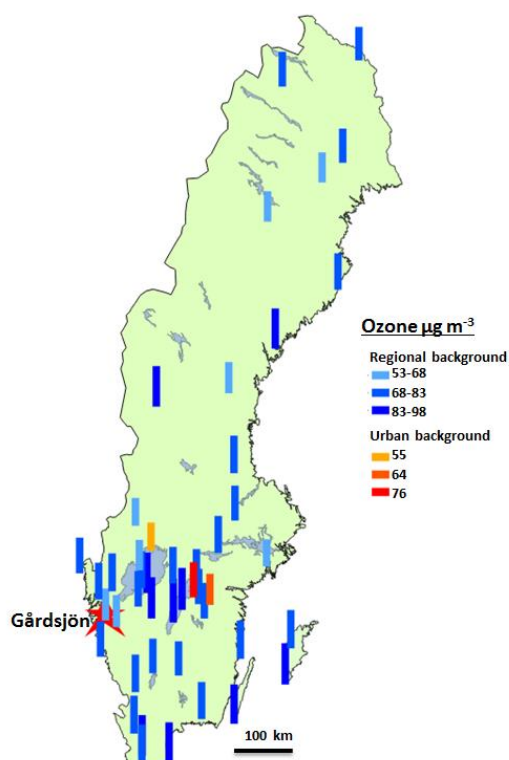 Ozone µg m-3
Regional background
53-68
68-83
83-98
Urban background
55
64
76
Gårdsjön
100 km